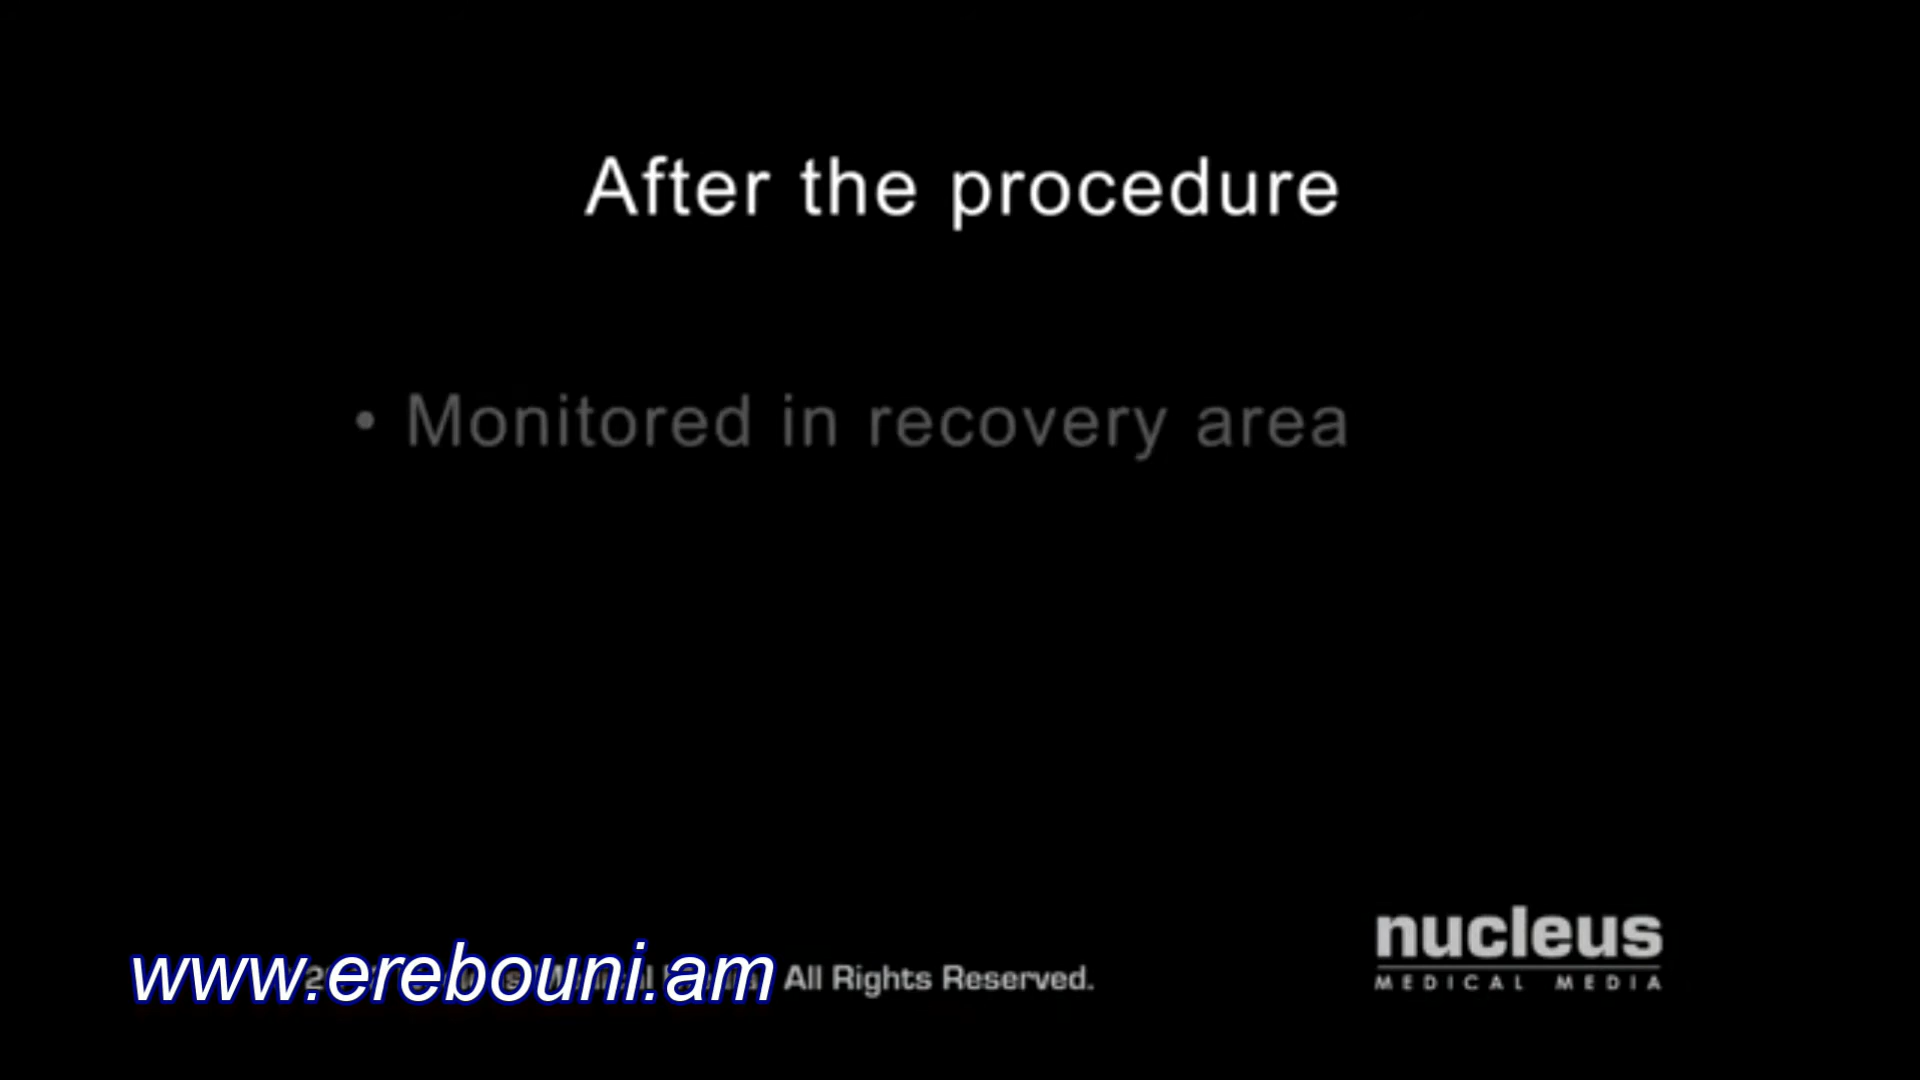 After the procedure
• Monitored in recovery area
nucleus
MEDICAL MEDIA
www.erebouni.am
All Rights Reserved.